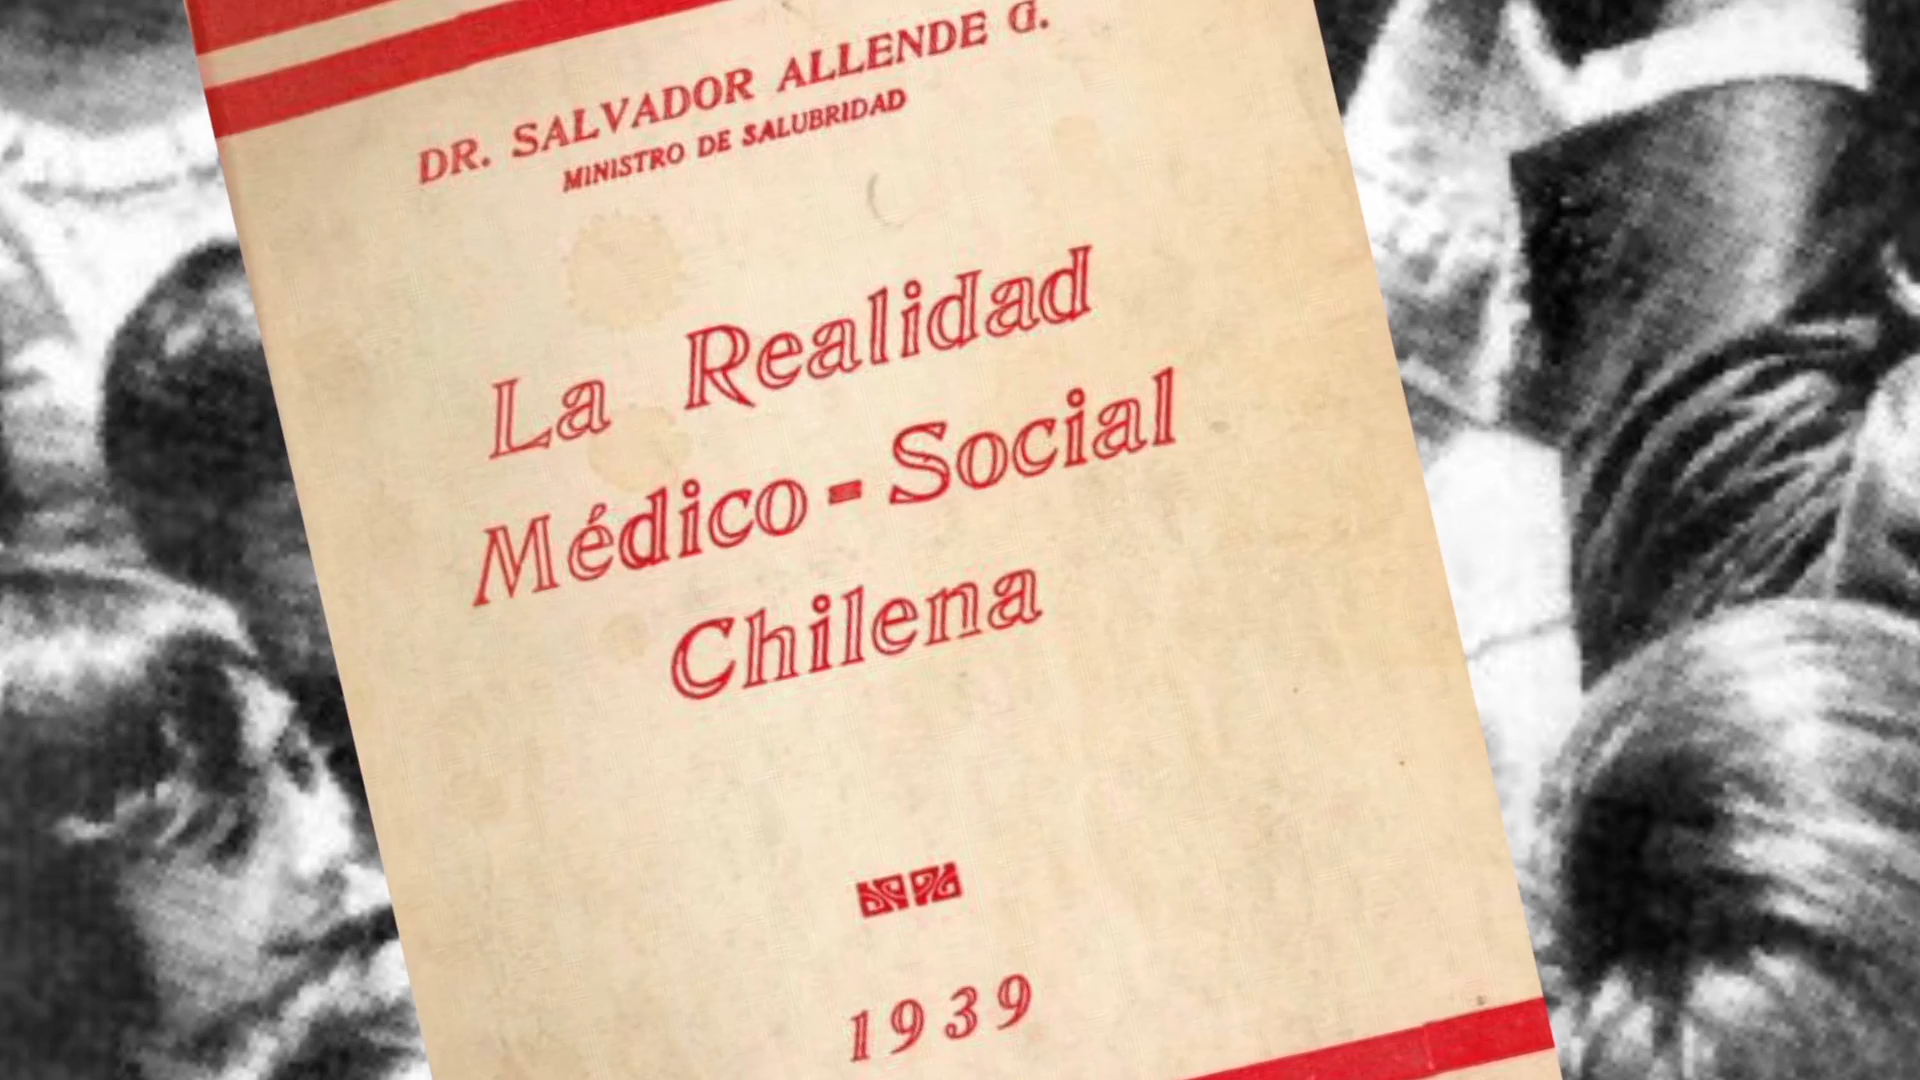 DR. SALVADOR ALLENDE G.
MINISTRO DE SALUBRIDAD
La Realidad
Médico - Social
Chilena
1939